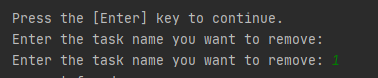 Press the [Enter] key to continue.
Enter the task name you want to remove:
Enter the task name you want to remove: 1